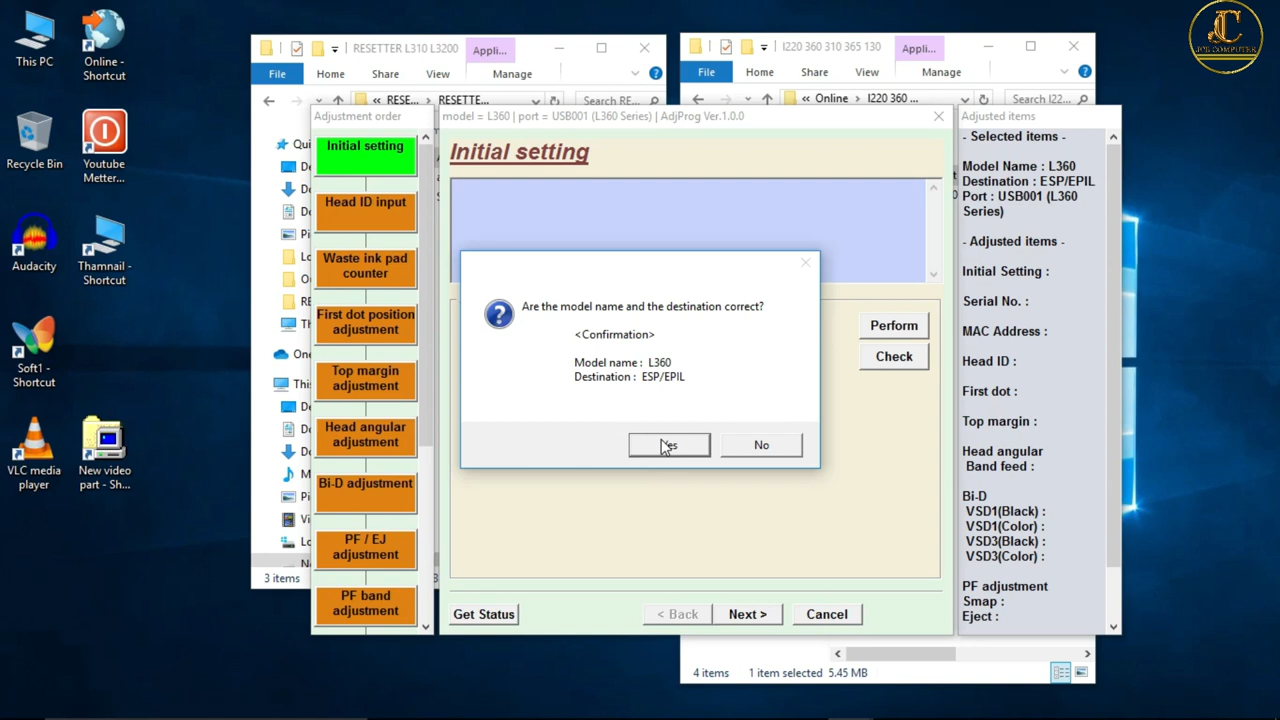 This PC
Online -
Shortcut
Recycle Bin
Youtube
Metter...
Audacity
Thamnail -
Shortcut
Soft1 -
Shortcut
VLC media
player
New video
part - Sh...
JCB COMPUTER
RESETTER L310 L3200
Appli...
File
Home
Share
View
Manage
RESE...
RESETTE...
Search RE...
3 items
l220 360 310 365 130
Appli...
File
Home
Share
View
Manage
Online
l220 360 ...
Search l22...
4 items
1 item selected 5.45 MB
Adjustment order
Initial setting
Head ID input
Waste ink pad
counter
First dot position
adjustment
Top margin
adjustment
Head angular
adjustment
Bi-D adjustment
PF / EJ
adjustment
PF band
adjustment
model = L360 | port = USB001 (L360 Series) | AdjProg Ver.1.0.0
Initial setting
Perform
Check
Are the model name and the destination correct?
<Confirmation>
Model name : L360
Destination : ESP/EPIL
No
Get Status
< Back
Next >
Cancel
Adjusted items
- Selected items -
Model Name : L360
Destination : ESP/EPIL
Port : USB001 (L360
Series)
- Adjusted items -
Initial Setting :
Serial No. :
MAC Address :
Head ID :
First dot :
Top margin :
Head angular
Band feed :
Bi-D
VSD1(Black) :
VSD1(Color) :
VSD3(Black) :
VSD3(Color) :
PF adjustment
Smap :
Eject :